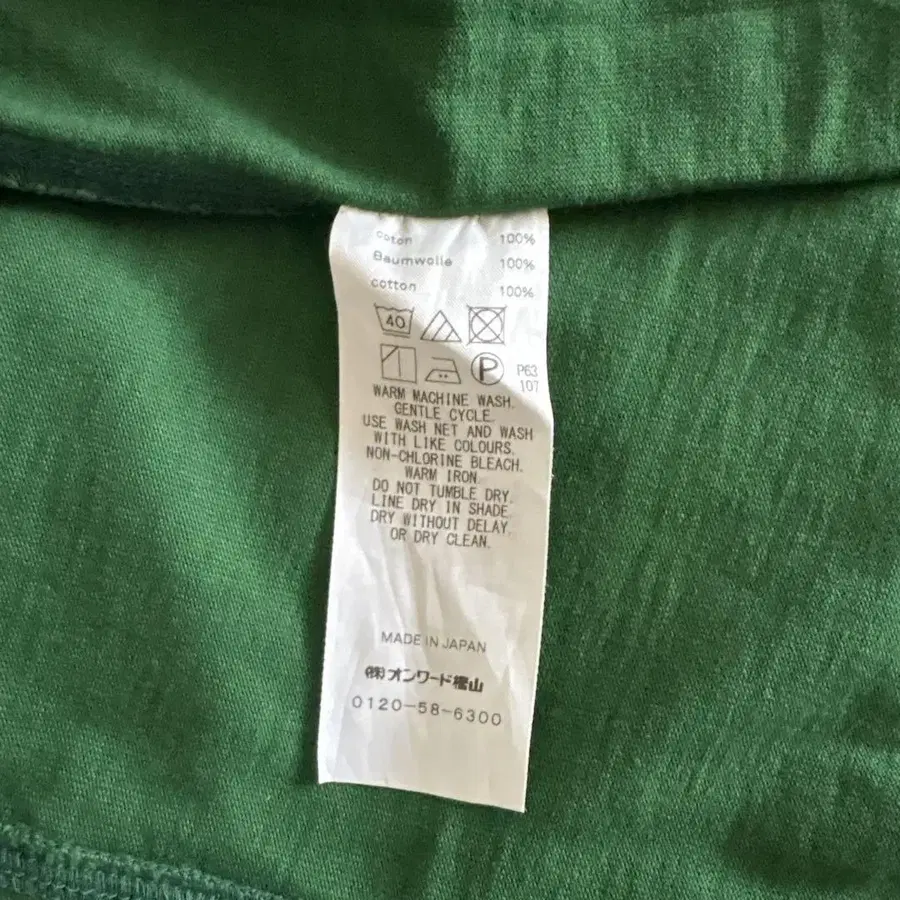 coton 100%
Baumwolle 100%
cotton 100%
40
P P63
107
WARM MACHINE WASH.
GENTLE CYCLE.
USE WASH NET AND WASH
WITH LIKE COLOURS.
NON-CHLORINE BLEACH.
WARM IRON.
DO NOT TUMBLE DRY.
LINE DRY IN SHADE.
DRY WITHOUT DELAY.
OR DRY CLEAN.
MADE IN JAPAN
(株)オンワード樫山
0120-58-6300